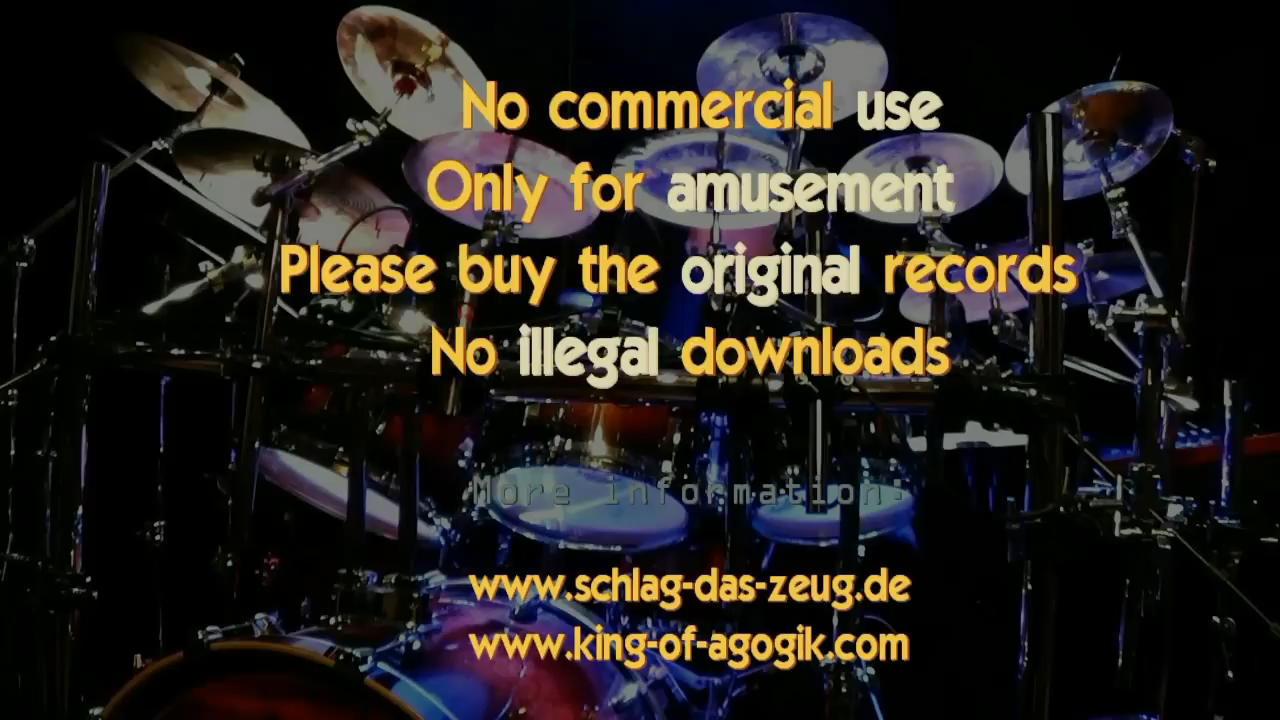 No commercial use
Only for amusement
Please buy the original records
No illegal downloads
More information:
www.schlag-das-zeug.de
www.king-of-agogik.com